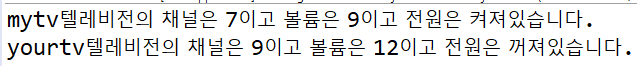 mytv텔레비전의 채널은 7이고 볼륨은 9이고 전원은 켜져있습니다.
yourtv텔레비전의 채널은 9이고 볼륨은 12이고 전원은 꺼져있습니다.